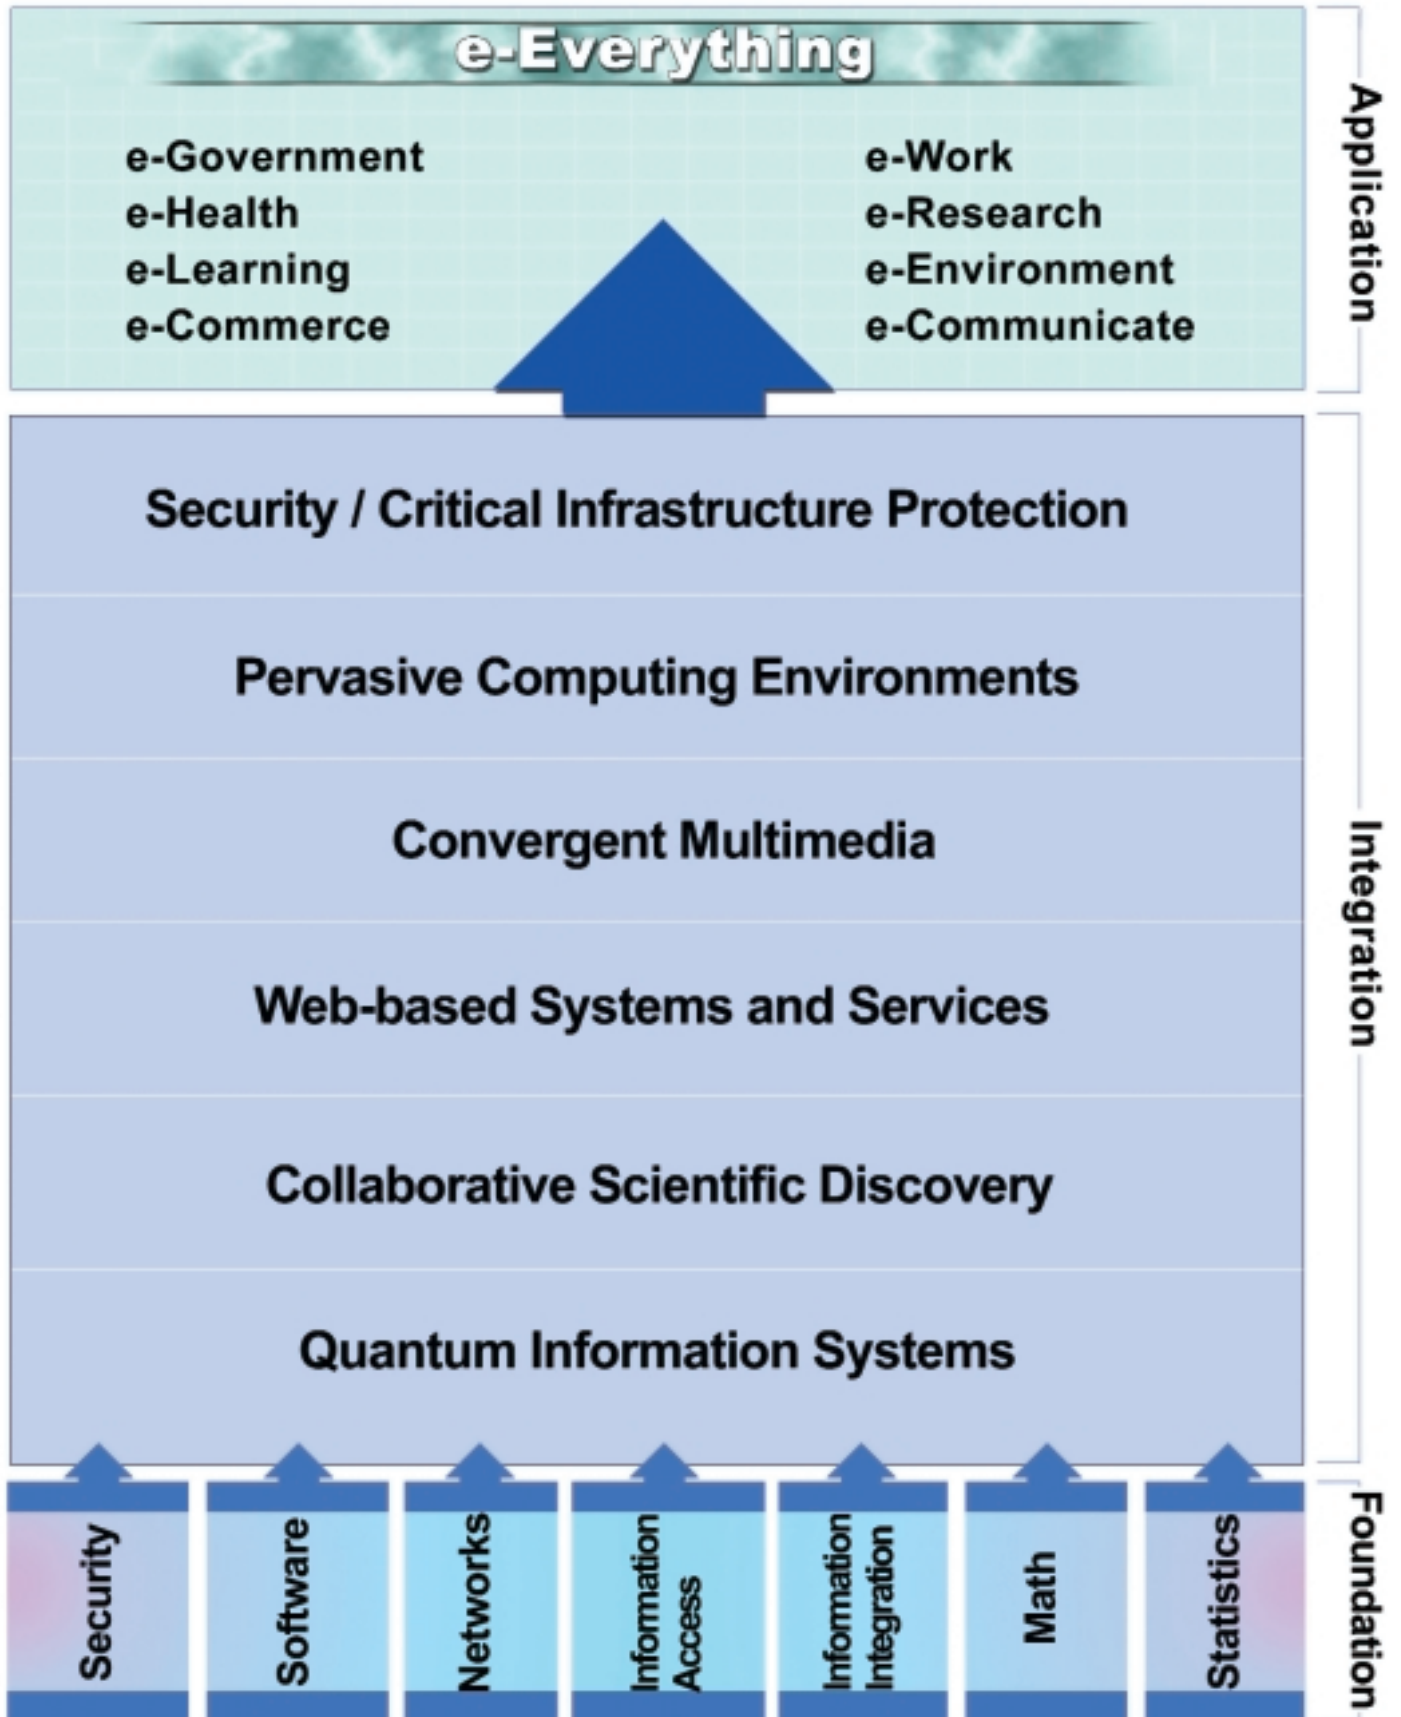 e-Everything
e-Government
e-Health
e-Learning
e-Commerce
e-Work
e-Research
e-Environment
e-Communicate
Application
Security / Critical Infrastructure Protection
Pervasive Computing Environments
Convergent Multimedia
Web-based Systems and Services
Collaborative Scientific Discovery
Quantum Information Systems
Integration
Security
Software
Networks
Information
Access
Information
Integration
Math
Statistics
Foundation